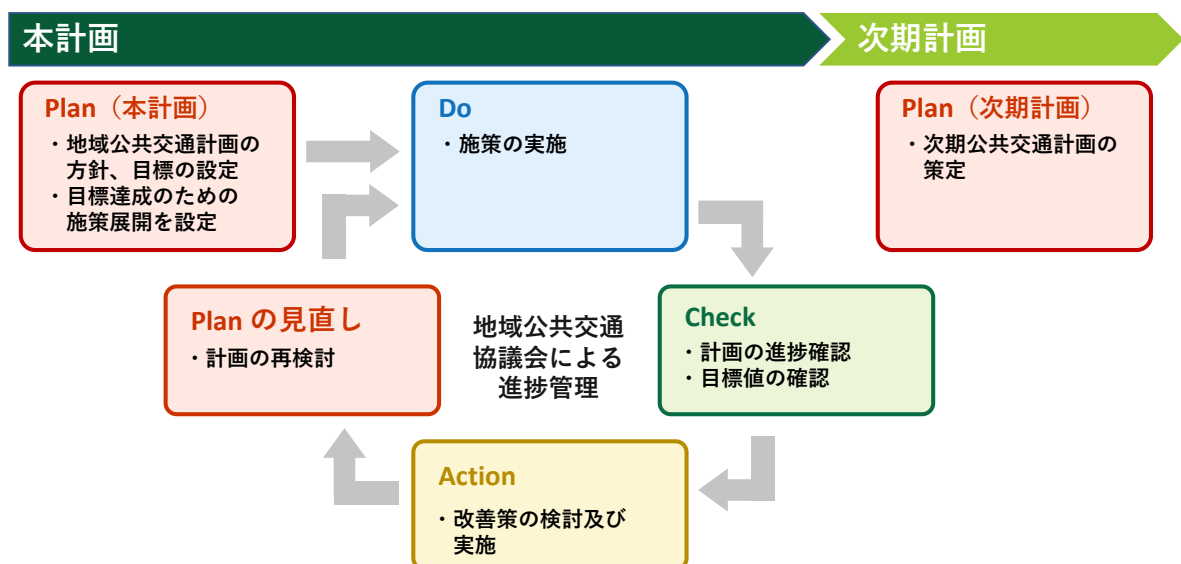 本計画
次期計画
Plan（本計画）
・地域公共交通計画の
方針、目標の設定
・目標達成のための
施策展開を設定
Do
・施策の実施
Plan（次期計画）
・次期公共交通計画の
策定
Plan の見直し
・計画の再検討
地域公共交通
協議会による
進捗管理
Check
・計画の進捗確認
・目標値の確認
Action
・改善策の検討及び
実施